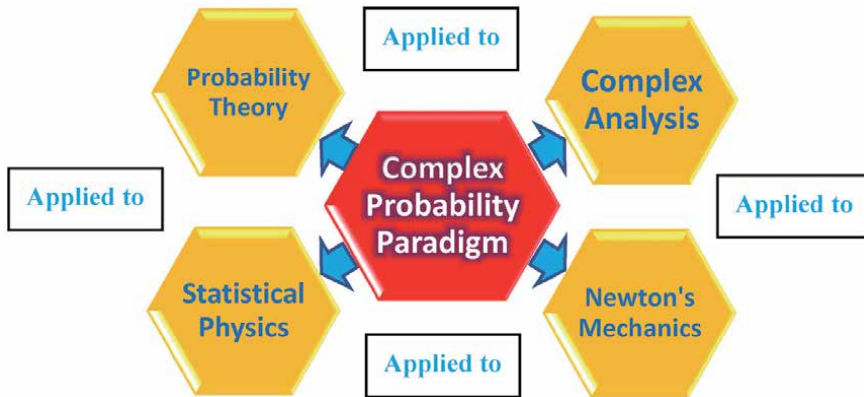 Applied to
Probability
Theory
Complex
Analysis
Complex
Probability
Paradigm
Applied to
Applied to
Statistical
Physics
Newton's
Mechanics
Applied to